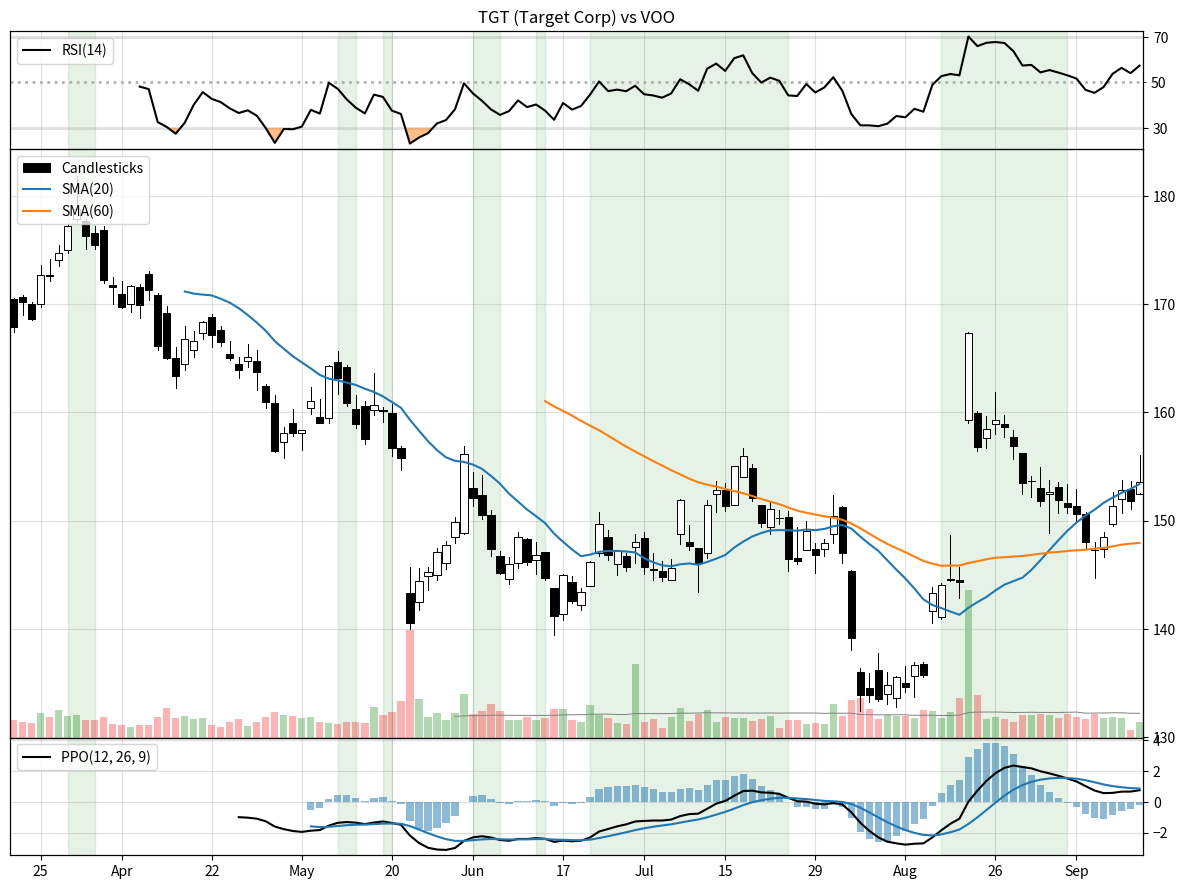 TGT (Target Corp) vs VOO
RSI(14)
70
50
30
Candlesticks
SMA(20)
SMA(60)
180
170
160
150
140
130
PPO(12, 26, 9)
4
2
0
−2
25 Apr 22 May 20 Jun 17 Jul 15 29 Aug 26 Sep